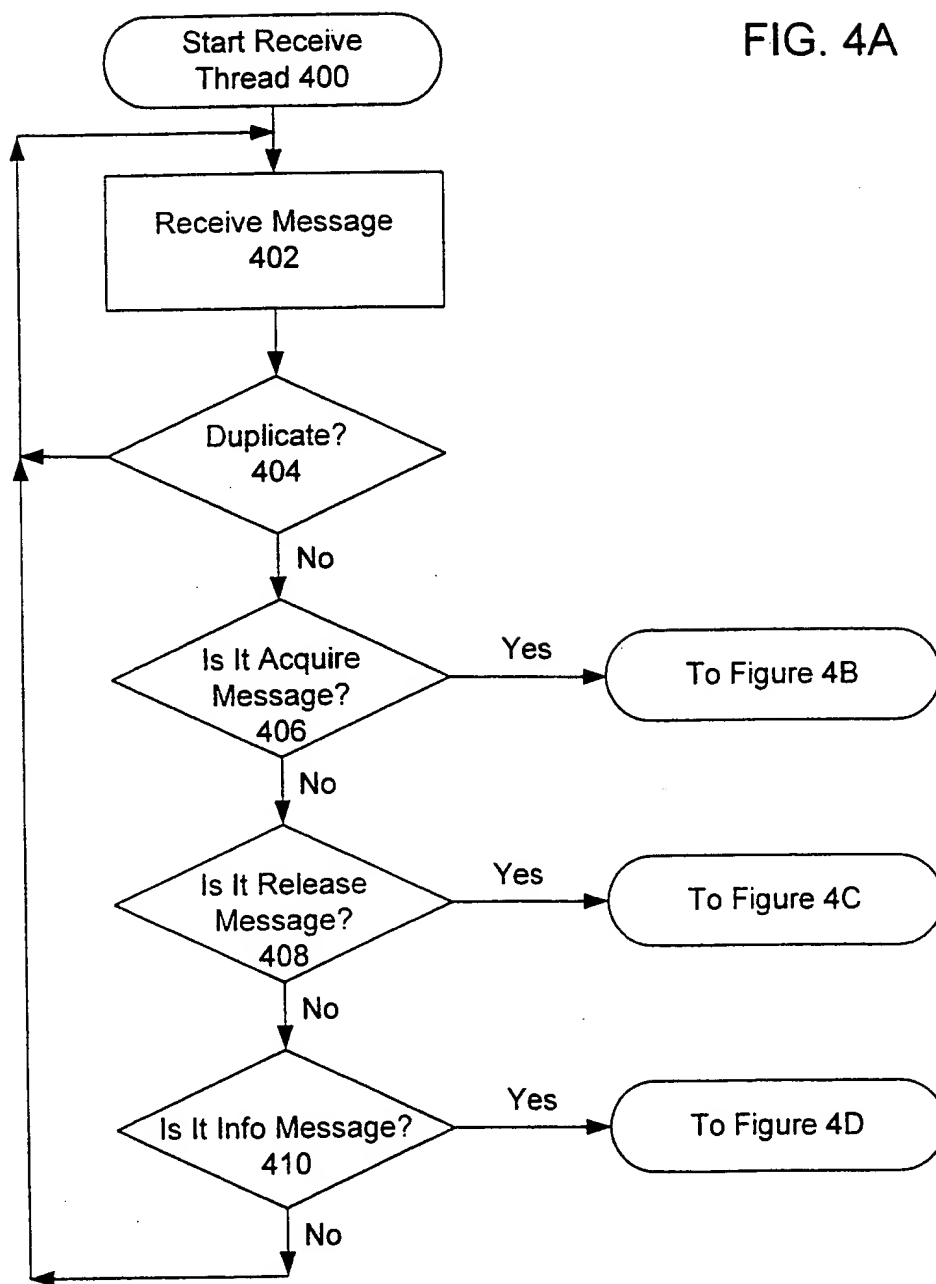 FIG. 4A
Start Receive
Thread 400
Receive Message
402
Duplicate?
404
No
Is It Acquire
Message?
406
Yes
To Figure 4B
No
Is It Release
Message?
408
Yes
To Figure 4C
No
Is It Info Message?
410
Yes
To Figure 4D
No